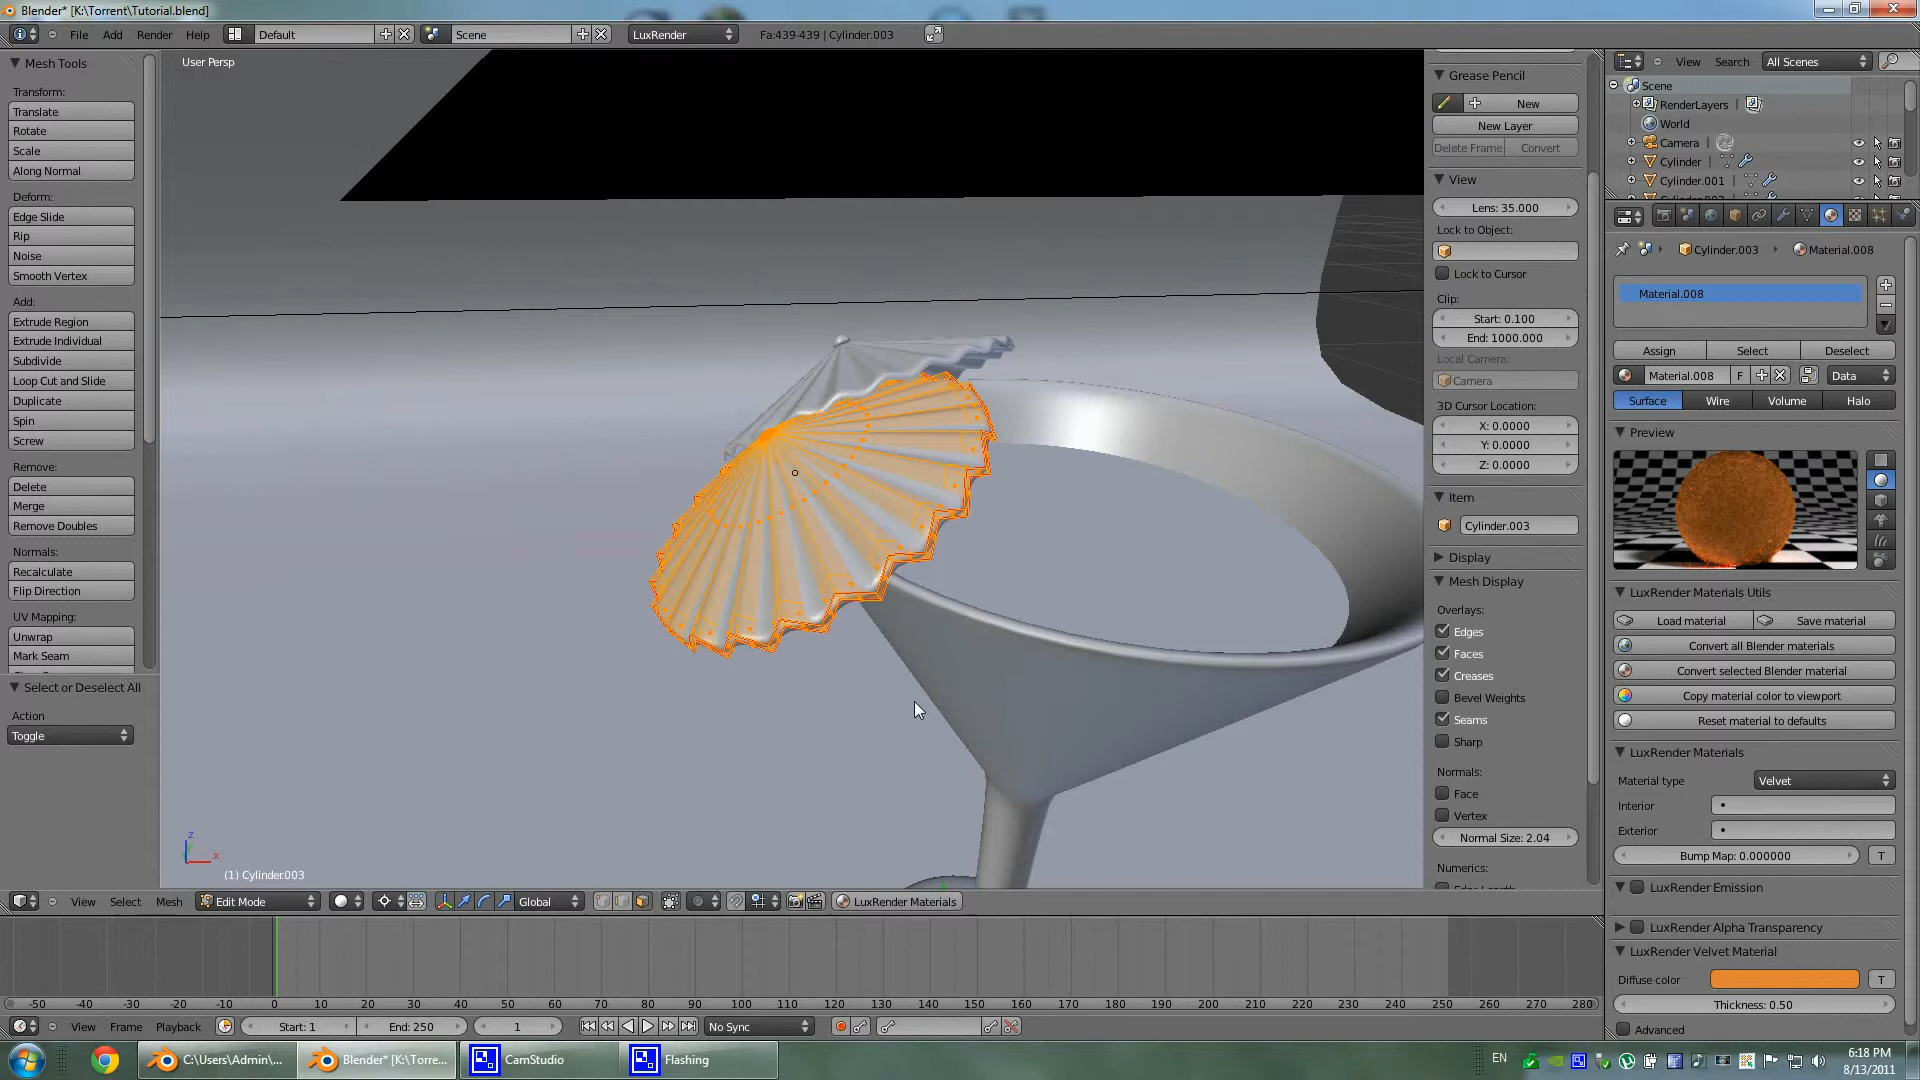 Blender* [K:\Torrent\Tutorial.blend]
File Add Render Help Default Scene LuxRender Fa:439-439 | Cylinder.003
Mesh Tools
Transform:
Translate
Rotate
Scale
Along Normal
Deform:
Edge Slide
Rip
Noise
Smooth Vertex
Add:
Extrude Region
Extrude Individual
Subdivide
Loop Cut and Slide
Duplicate
Spin
Screw
Remove:
Delete
Merge
Remove Doubles
Normals:
Recalculate
Flip Direction
UV Mapping:
Unwrap
Mark Seam
Select or Deselect All
Action
Toggle
User Persp
z
x
(1) Cylinder.003
Grease Pencil
New
New Layer
Delete Frame Convert
View
Lens: 35.000
Lock to Object:
Lock to Cursor
Clip:
Start: 0.100
End: 1000.000
Local Camera:
Camera
3D Cursor Location:
X: 0.0000
Y: 0.0000
Z: 0.0000
Item
Cylinder.003
Display
Mesh Display
Overlays:
Edges
Faces
Creases
Bevel Weights
Seams
Sharp
Normals:
Face
Vertex
Normal Size: 2.04
Numerics:
View Search All Scenes
Scene
RenderLayers
World
Camera
Cylinder
Cylinder.001
Cylinder.003 Material.008
Material.008
Assign Select Deselect
Material.008 F Data
Surface Wire Volume Halo
Preview
LuxRender Materials Utils
Load material Save material
Convert all Blender materials
Convert selected Blender material
Copy material color to viewport
Reset material to defaults
LuxRender Materials
Material type Velvet
Interior
Exterior
Bump Map: 0.000000 T
LuxRender Emission
LuxRender Alpha Transparency
LuxRender Velvet Material
Diffuse color T
Thickness: 0.50
Advanced
View Select Mesh Edit Mode Global LuxRender Materials
-50 -40 -30 -20 -10 0 10 20 30 40 50 60 70 80 90 100 110 120 130 140 150 160 170 180 190 200 210 220 230 240 250 260 270 280
View Frame Playback Start: 1 End: 250 1 No Sync
C:\Users\Admin\... Blender* [K:\Torre... CamStudio Flashing EN 6:18 PM
8/13/2011